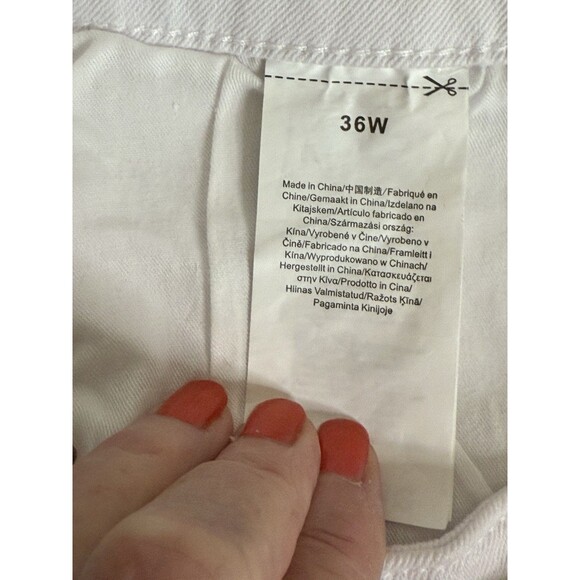 36W
Made in China/中国制造/Fabriqué en
Chine/Gemaakt in China/Izdelano na
Kitajskem/Artículo fabricado en
China/Származási ország:
Kína/Vyrobené v Číne/Vyrobeno v
Číně/Fabricado na China/Framleitt í
Kína/Wyprodukowano w Chinach/
Hergestellt in China/Κατασκευάζεται
στην Κίνα/Prodotto in Cina/
Hiinas Valmistatud/Ražots Ķīnā/
Pagaminta Kinijoje